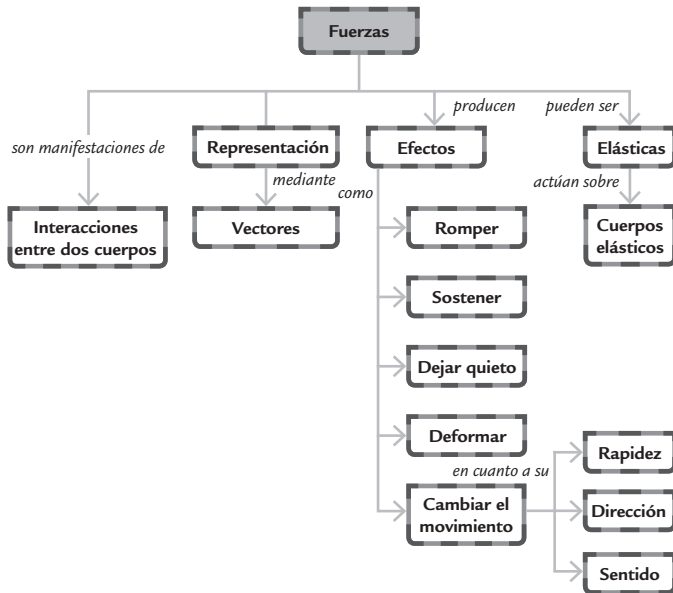 Fuerzas
producen
pueden ser
son manifestaciones de
Representación
Efectos
Elásticas
mediante
como
actúan sobre
Interacciones
entre dos cuerpos
Vectores
Romper
Cuerpos
elásticos
Sostener
Dejar quieto
Deformar
en cuanto a su
Rapidez
Cambiar el
movimiento
Dirección
Sentido